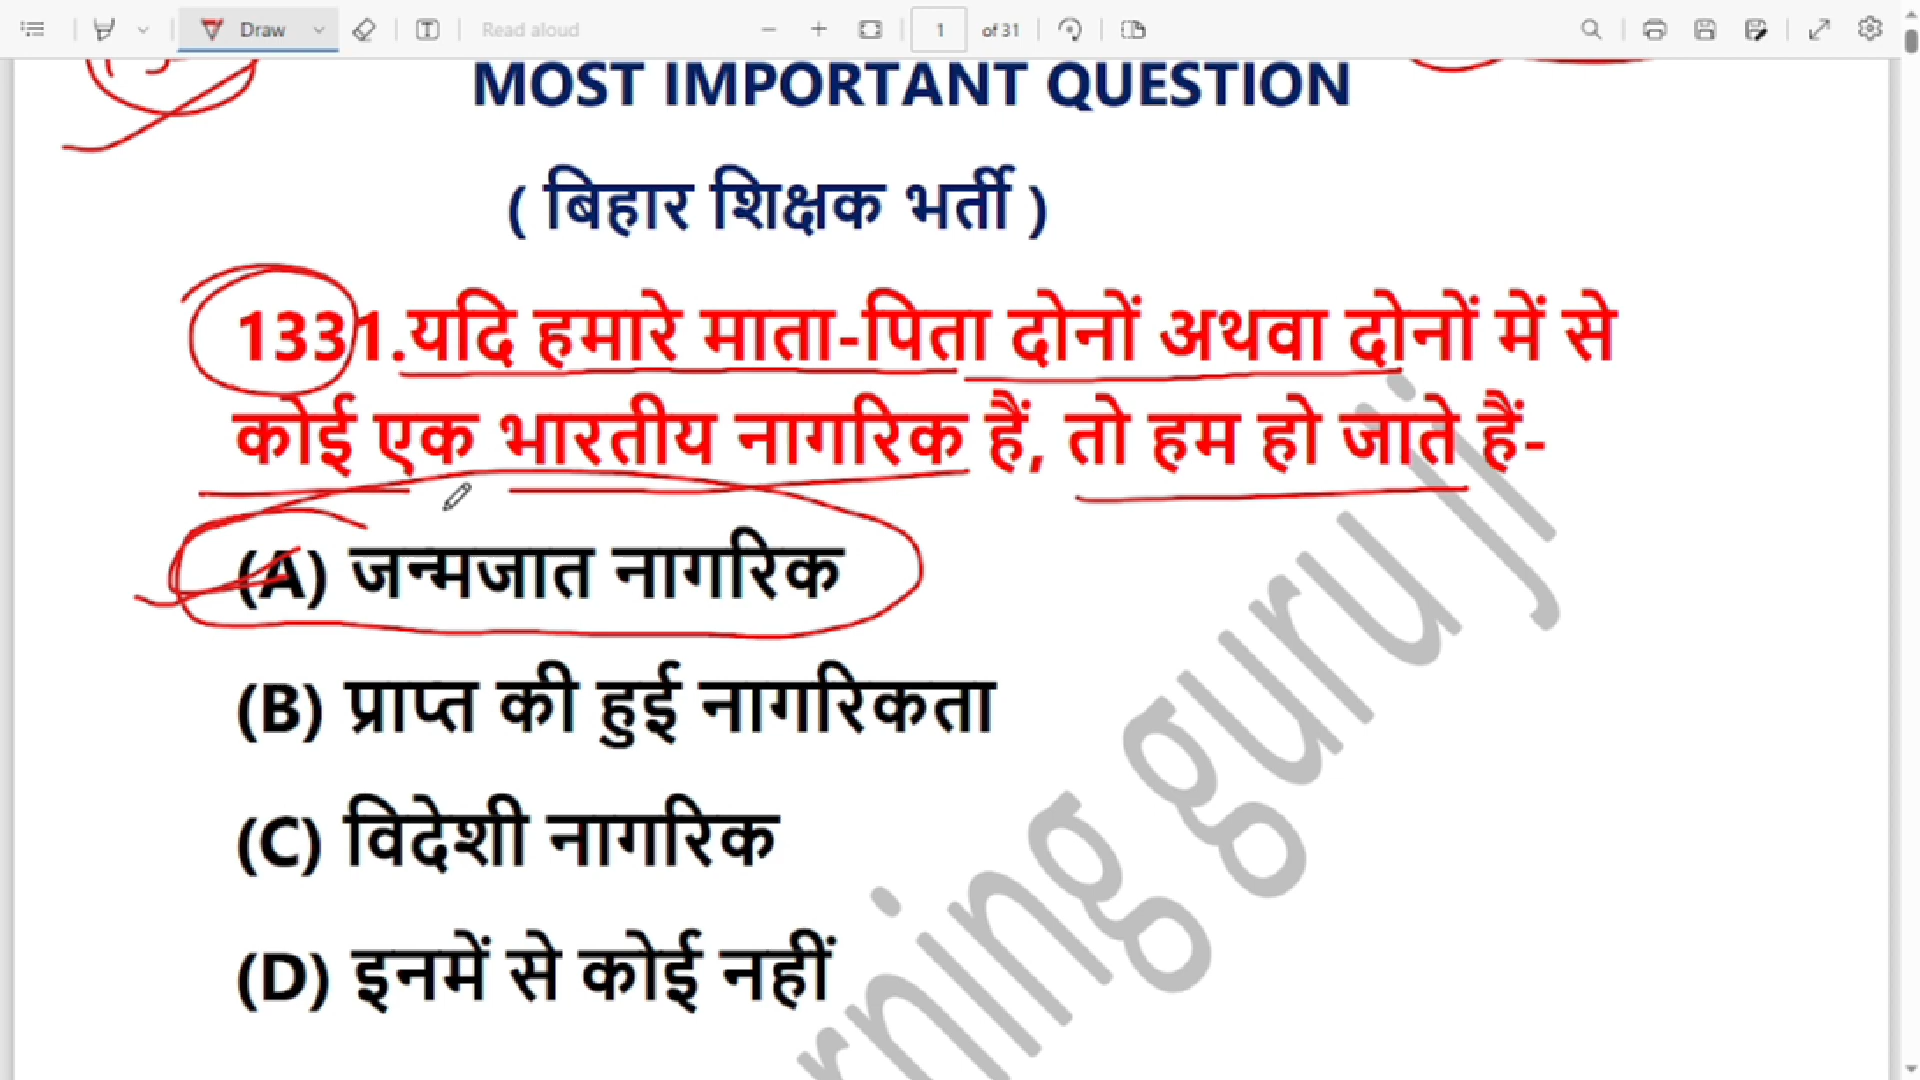 Draw
Read aloud
1 of 31
MOST IMPORTANT QUESTION
( बिहार शिक्षक भर्ती )
1331.यदि हमारे माता-पिता दोनों अथवा दोनों में से
कोई एक भारतीय नागरिक हैं, तो हम हो जाते हैं-
(A) जन्मजात नागरिक
(B) प्राप्त की हुई नागरिकता
(C) विदेशी नागरिक
(D) इनमें से कोई नहीं
rning guru ji